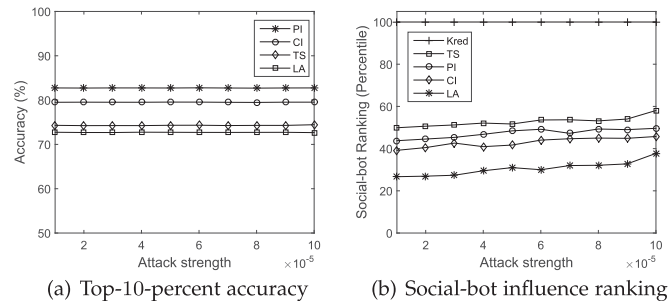 100
90
80
70
60
50
Accuracy (%)
PI
CI
TS
LA
2 4 6 8 10
Attack strength ×10⁻⁵
(a) Top-10-percent accuracy
100
80
60
40
20
0
Social-bot Ranking (Percentile)
Kred
TS
PI
CI
LA
2 4 6 8 10
Attack strength ×10⁻⁵
(b) Social-bot influence ranking